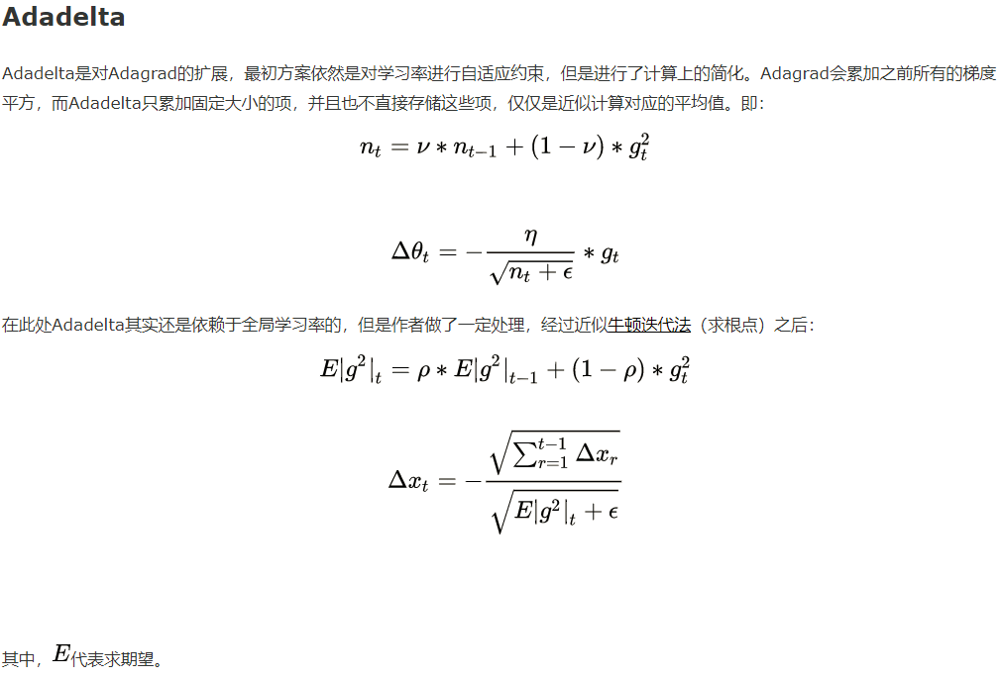 Adadelta
Adadelta是对Adagrad的扩展，最初方案依然是对学习率进行自适应约束，但是进行了计算上的简化。Adagrad会累加之前所有的梯度
平方，而Adadelta只累加固定大小的项，并且也不直接存储这些项，仅仅是近似计算对应的平均值。即：
$n_t = \nu * n_{t-1} + (1 - \nu) * g_t^2$
$\Delta\theta_t = -\frac{\eta}{\sqrt{n_t + \epsilon}} * g_t$
在此处Adadelta其实还是依赖于全局学习率的，但是作者做了一定处理，经过近似牛顿迭代法（求根点）之后：
$E|g^2|_t = \rho * E|g^2|_{t-1} + (1 - \rho) * g_t^2$
$\Delta x_t = -\frac{\sqrt{\sum_{r=1}^{t-1} \Delta x_r}}{\sqrt{E|g^2|_t + \epsilon}}$
其中，E代表求期望。